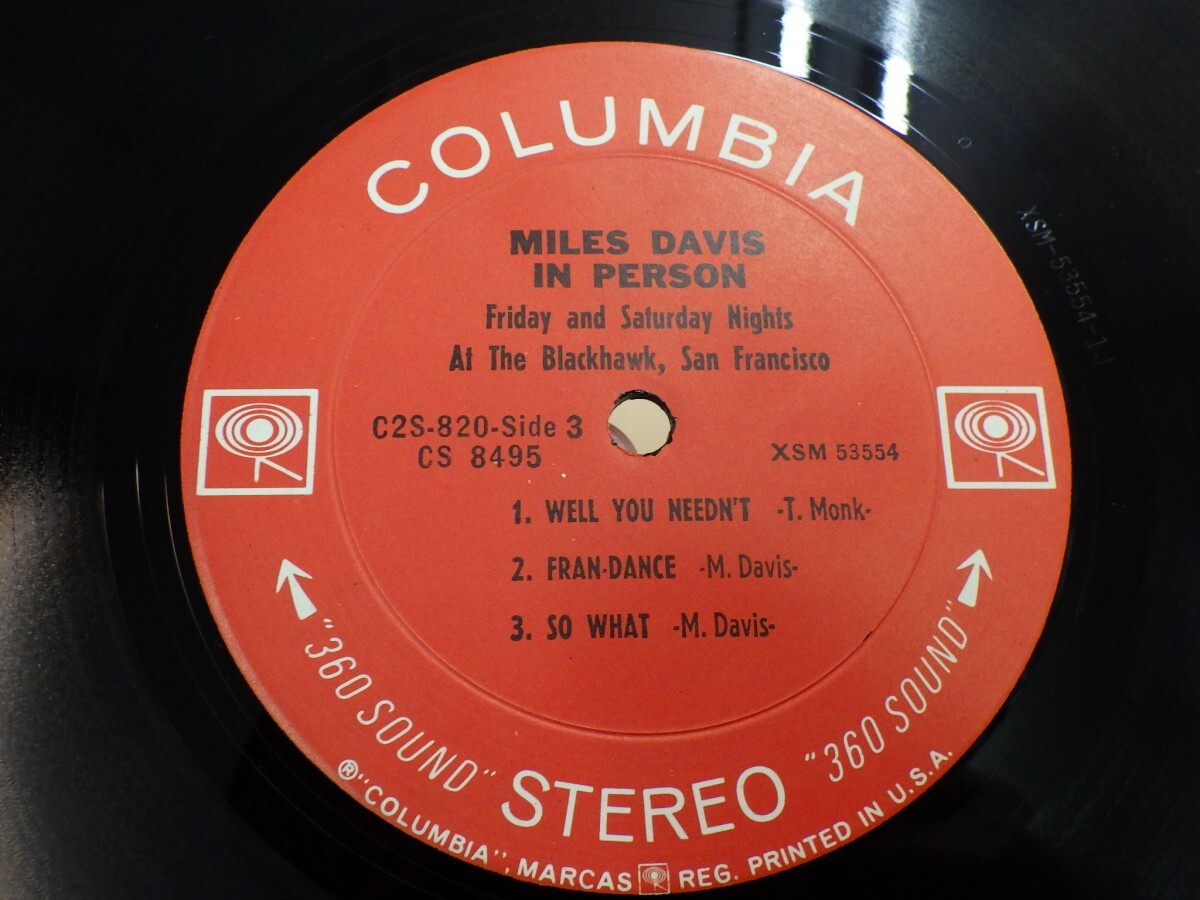 COLUMBIA
MILES DAVIS
IN PERSON
Friday and Saturday Nights
At The Blackhawk, San Francisco
C2S-820-Side 3
CS 8495
XSM 53554
1. WELL YOU NEEDN'T -T. Monk-
2. FRAN-DANCE -M. Davis-
3. SO WHAT -M. Davis-
"360 SOUND" STEREO "360 SOUND"
® "COLUMBIA", MARCAS REG. PRINTED IN U.S.A.
XSM-53554-1J